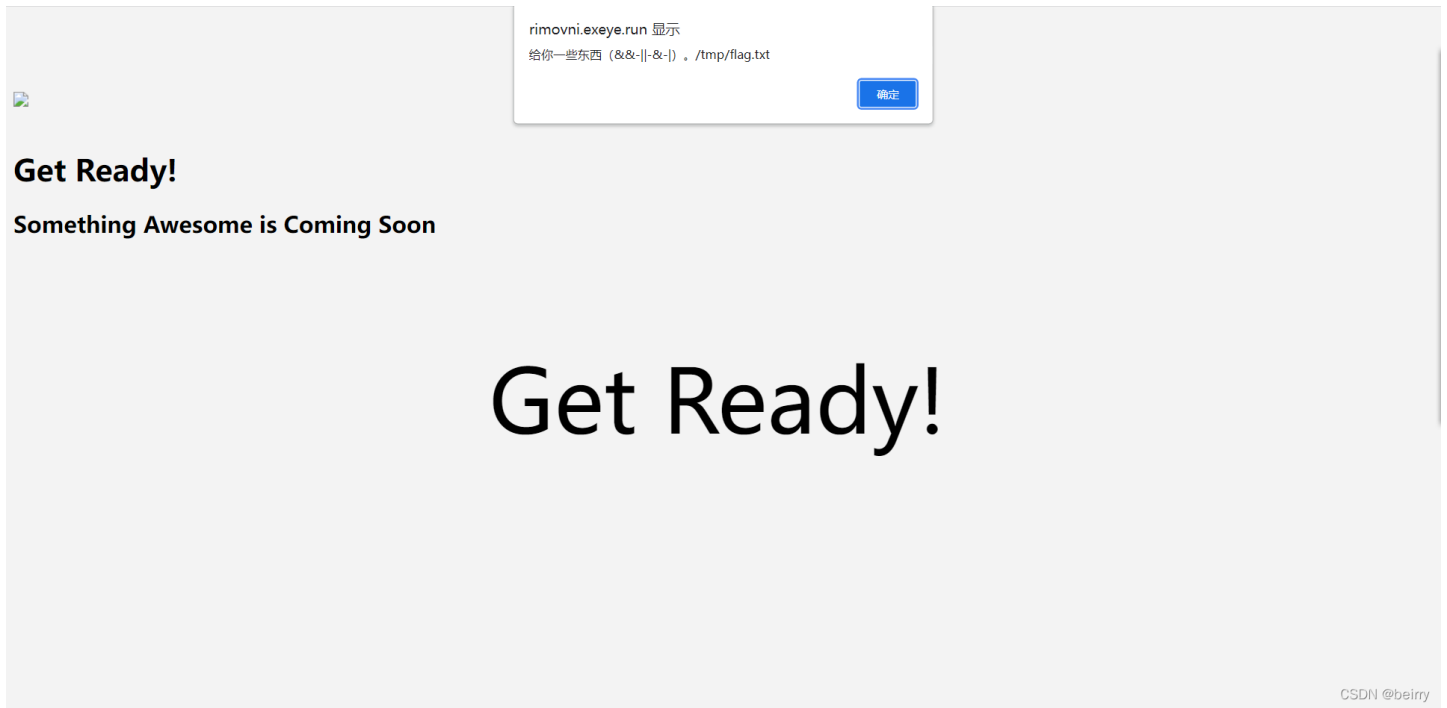 rimovni.exeye.run 显示
给你一些东西（&&-||-&-|）。/tmp/flag.txt
确定
Get Ready!
Something Awesome is Coming Soon
Get Ready!
CSDN @beirry